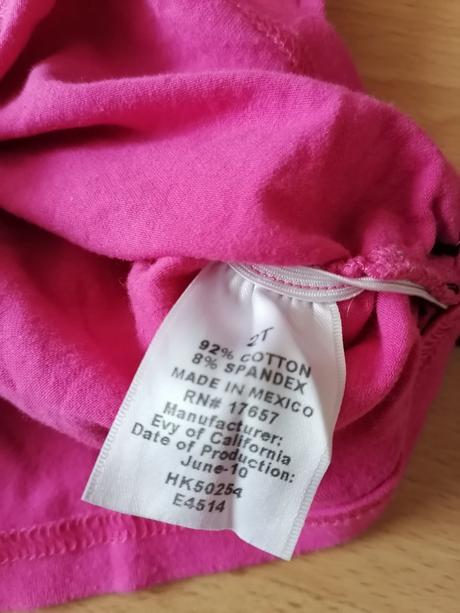 2T
92% COTTON
8% SPANDEX
MADE IN MEXICO
RN# 17657
Manufacturer:
Evy of California
Date of Production:
June-10
HK50254
E4514